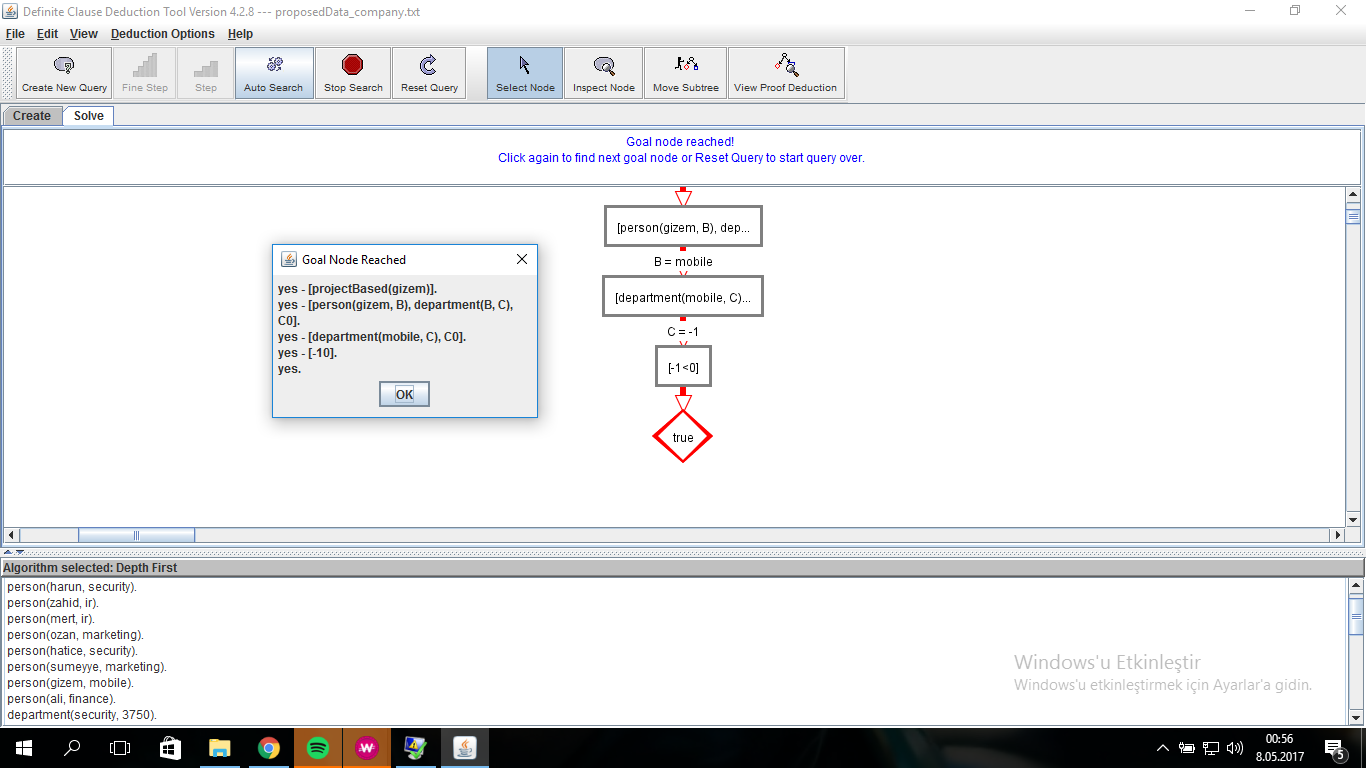 Definite Clause Deduction Tool Version 4.2.8 --- proposedData_company.txt
File Edit View Deduction Options Help
Create New Query Fine Step Step Auto Search Stop Search Reset Query Select Node Inspect Node Move Subtree View Proof Deduction
Create Solve
Goal node reached!
Click again to find next goal node or Reset Query to start query over.
[person(gizem, B), dep...
B = mobile
[department(mobile, C)...
C = -1
[-1<0]
true
Goal Node Reached
yes - [projectBased(gizem)].
yes - [person(gizem, B), department(B, C),
C0].
yes - [department(mobile, C), C0].
yes - [-10].
yes.
OK
Algorithm selected: Depth First
person(harun, security).
person(zahid, ir).
person(mert, ir).
person(ozan, marketing).
person(hatice, security).
person(sumeyye, marketing).
person(gizem, mobile).
person(ali, finance).
department(security, 3750).
Windows'u Etkinleştir
Windows'u etkinleştirmek için Ayarlar'a gidin.
w
00:56
8.05.2017
5